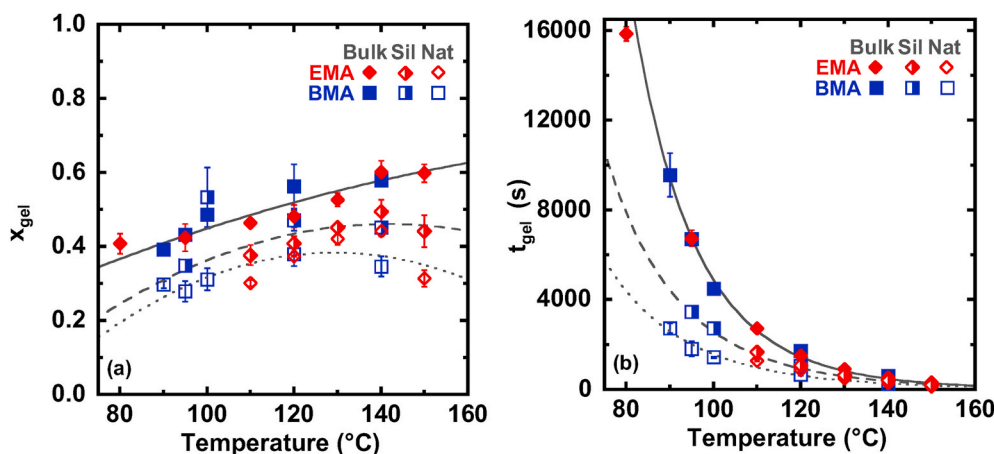 1.0
0.8
0.6
0.4
0.2
0.0
xgel
Bulk Sil Nat
EMA
BMA
(a)
80 100 120 140 160
Temperature (°C)
16000
12000
8000
4000
0
tgel (s)
Bulk Sil Nat
EMA
BMA
(b)
80 100 120 140 160
Temperature (°C)